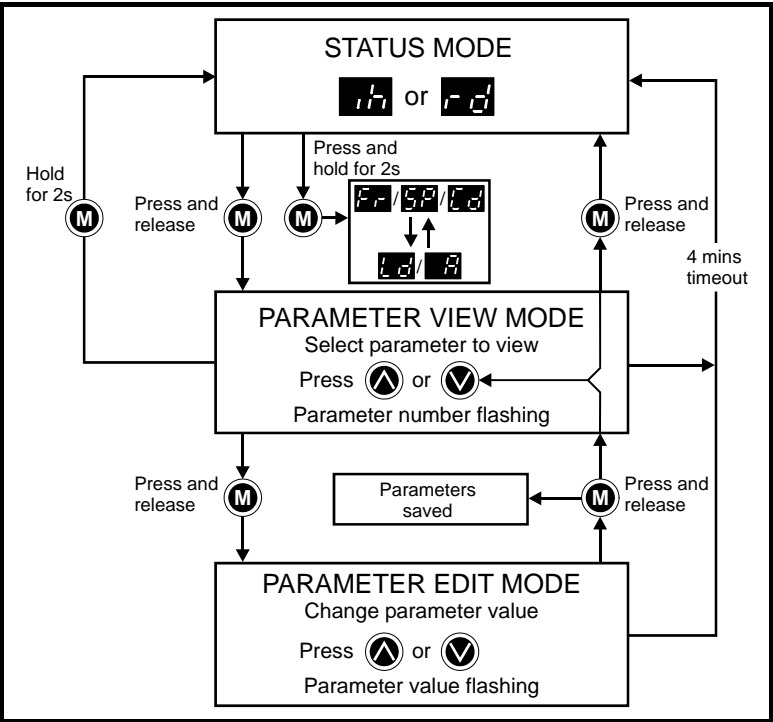 STATUS MODE
ih or rd
Press and
hold for 2s
Hold
for 2s
M
Press and
release
M
M
Fr/SP/Cd
Ld/A
M
Press and
release
4 mins
timeout
PARAMETER VIEW MODE
Select parameter to view
Press or
Parameter number flashing
Press and
release
M
Parameters
saved
M
Press and
release
PARAMETER EDIT MODE
Change parameter value
Press or
Parameter value flashing